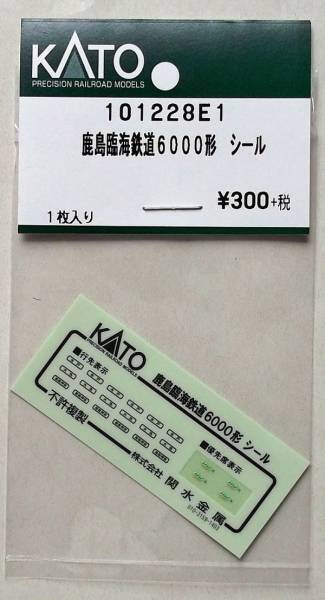 KATO
PRECISION RAILROAD MODELS
101228E1
鹿島臨海鉄道6000形 シール
¥300+税
1枚入り
KATO
PRECISION RAILROAD MODELS
鹿島臨海鉄道6000形 シール
■行先表示
■優先席表示
不許複製
株式会社 関水金属